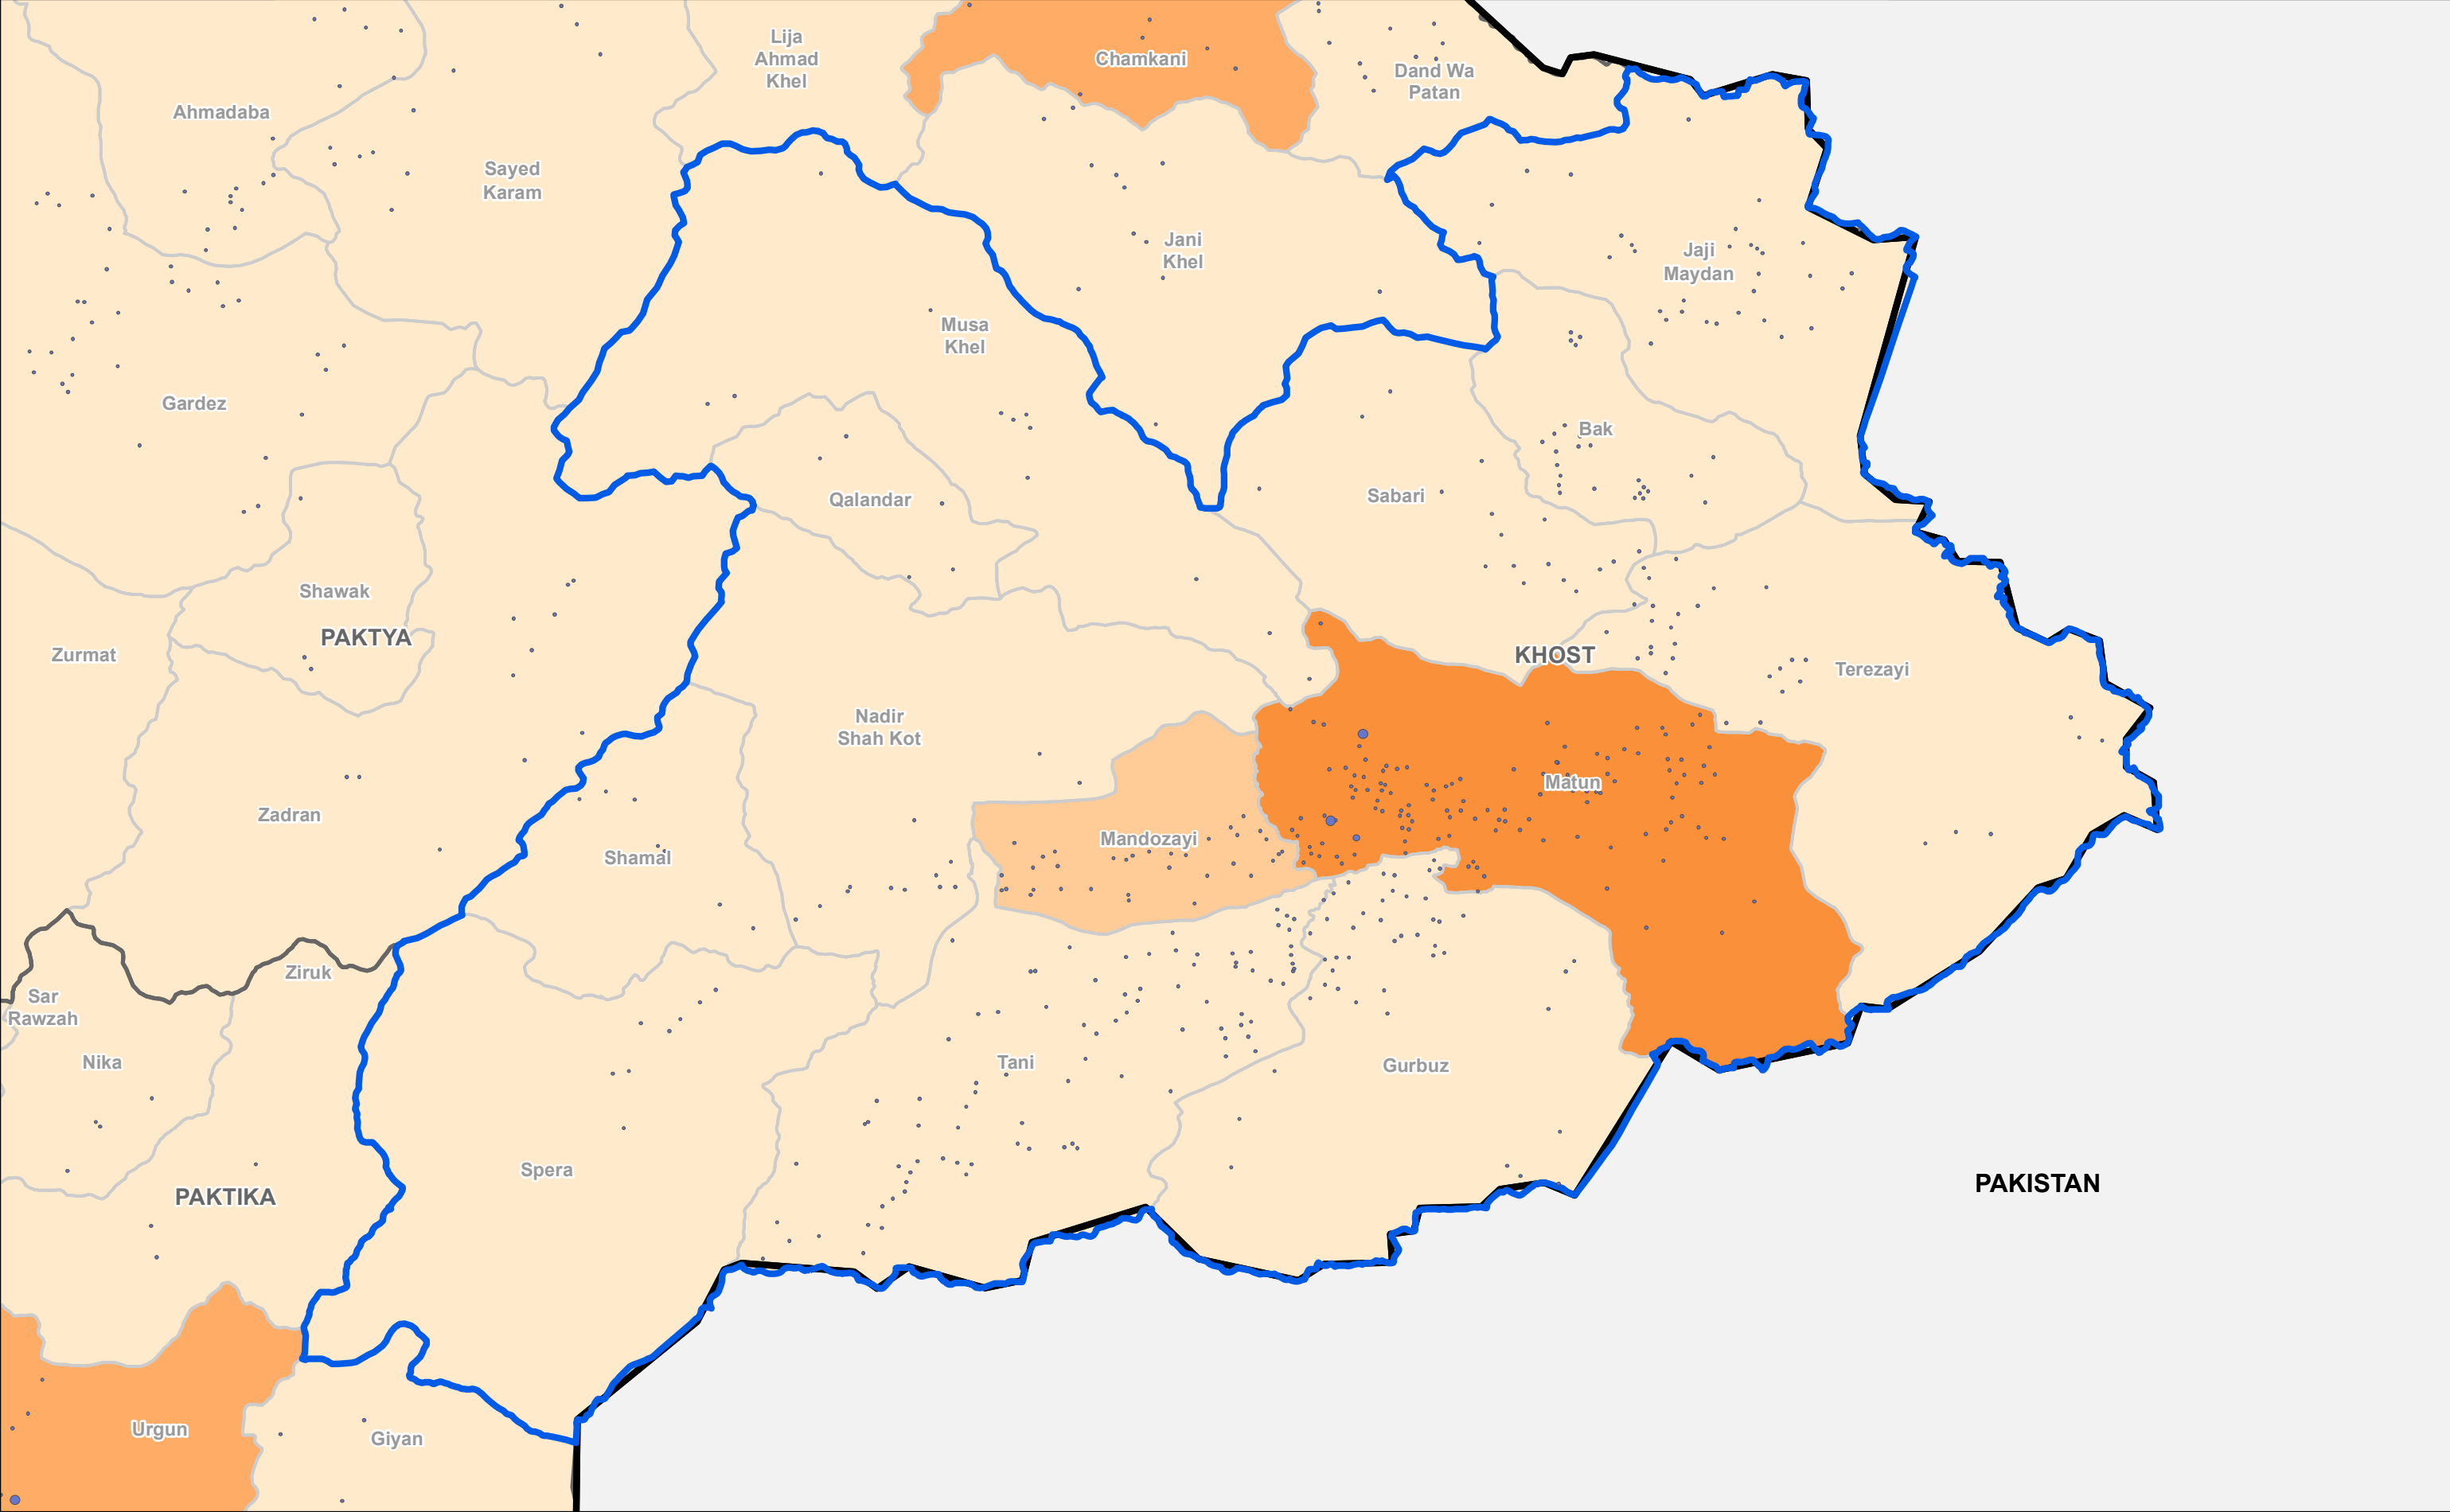 Lija
Ahmad
Khel
Chamkani
Dand Wa
Patan
Ahmadaba
Sayed
Karam
Jani
Khel
Jaji
Maydan
Musa
Khel
Gardez
Bak
Qalandar
Sabari
Shawak
PAKTYA
Zurmat
KHOST
Terezayi
Nadir
Shah Kot
Matun
Zadran
Mandozayi
Shamal
Ziruk
Sar
Rawzah
Nika
Tani
Gurbuz
Spera
PAKISTAN
PAKTIKA
Urgun
Giyan